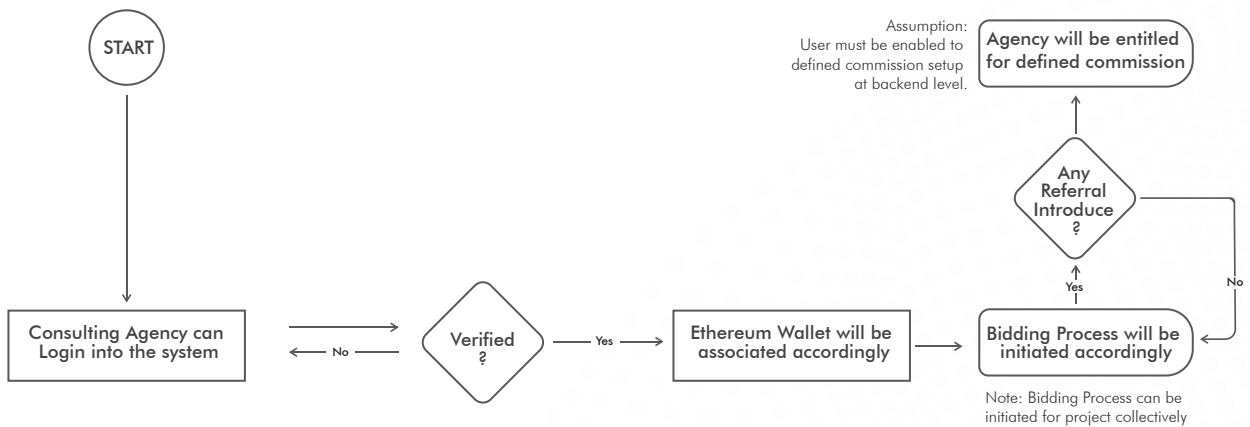 START
Assumption:
User must be enabled to
defined commission setup
at backend level.
Agency will be entitled
for defined commission
Any
Referral
Introduce
?
No
Yes
Consulting Agency can
Login into the system
No
Verified
?
Yes
Ethereum Wallet will be
associated accordingly
Bidding Process will be
initiated accordingly
Note: Bidding Process can be
initiated for project collectively